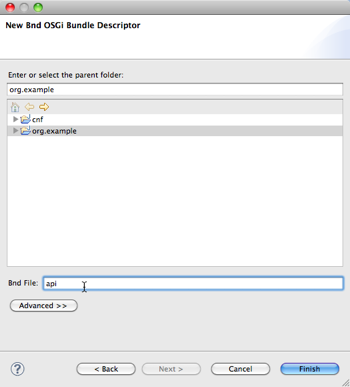 New Bnd OSGi Bundle Descriptor
Enter or select the parent folder:
org.example
cnf
org.example
Bnd File: api
Advanced >>
? < Back Next > Cancel Finish